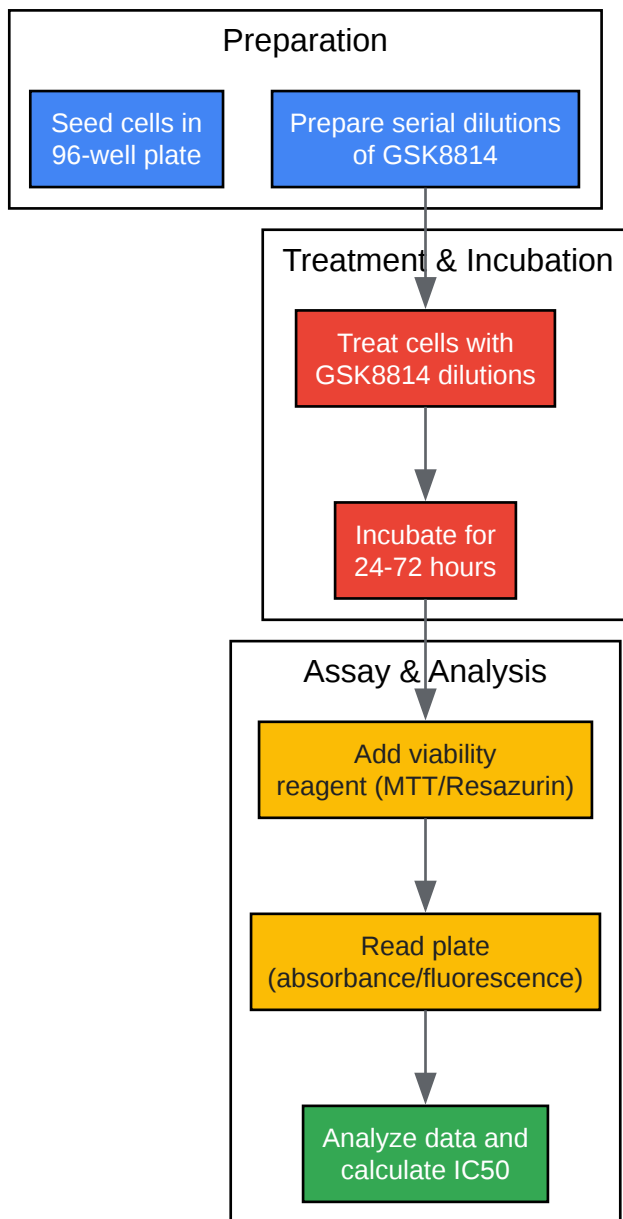 Preparation
Seed cells in
96-well plate
Prepare serial dilutions
of GSK8814
Treatment & Incubation
Treat cells with
GSK8814 dilutions
Incubate for
24-72 hours
Assay & Analysis
Add viability
reagent (MTT/Resazurin)
Read plate
(absorbance/fluorescence)
Analyze data and
calculate IC50